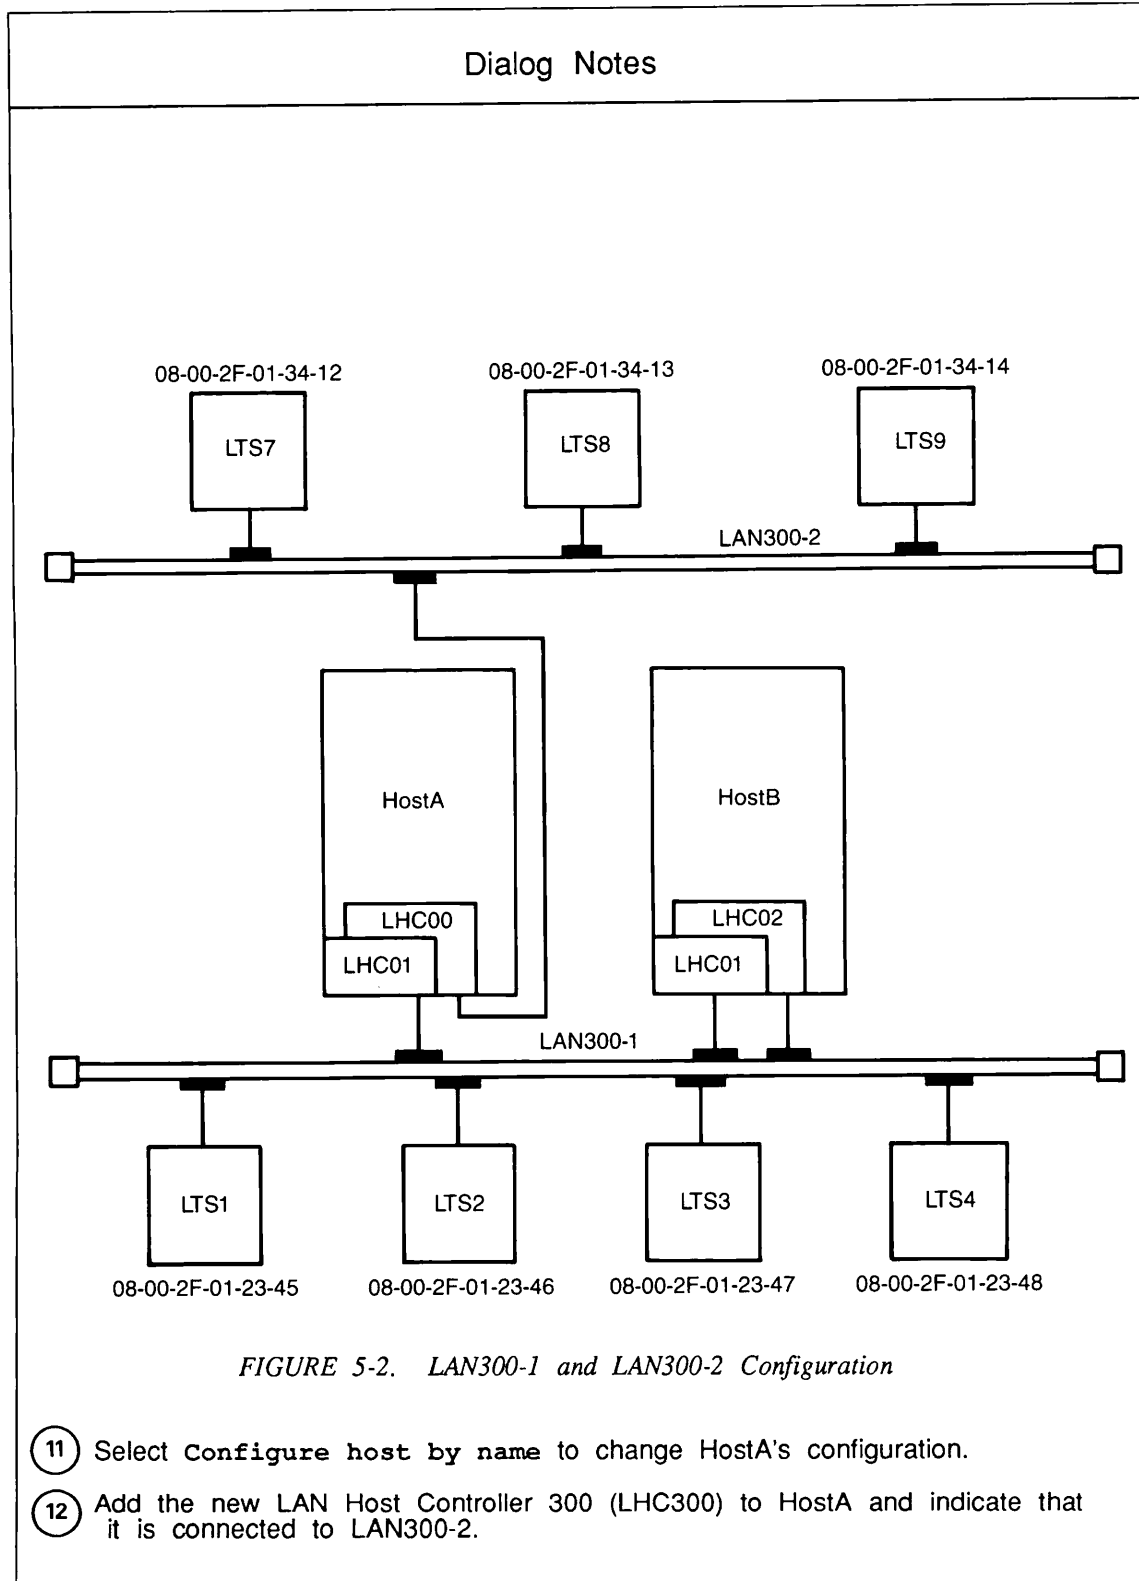 Dialog Notes
08-00-2F-01-34-12
08-00-2F-01-34-13
08-00-2F-01-34-14
LTS7
LTS8
LTS9
LAN300-2
HostA
HostB
LHC00
LHC02
LHC01
LHC01
LAN300-1
LTS1
LTS2
LTS3
LTS4
08-00-2F-01-23-45
08-00-2F-01-23-46
08-00-2F-01-23-47
08-00-2F-01-23-48
FIGURE 5-2. LAN300-1 and LAN300-2 Configuration
11 Select Configure host by name to change HostA's configuration.
12 Add the new LAN Host Controller 300 (LHC300) to HostA and indicate that
it is connected to LAN300-2.